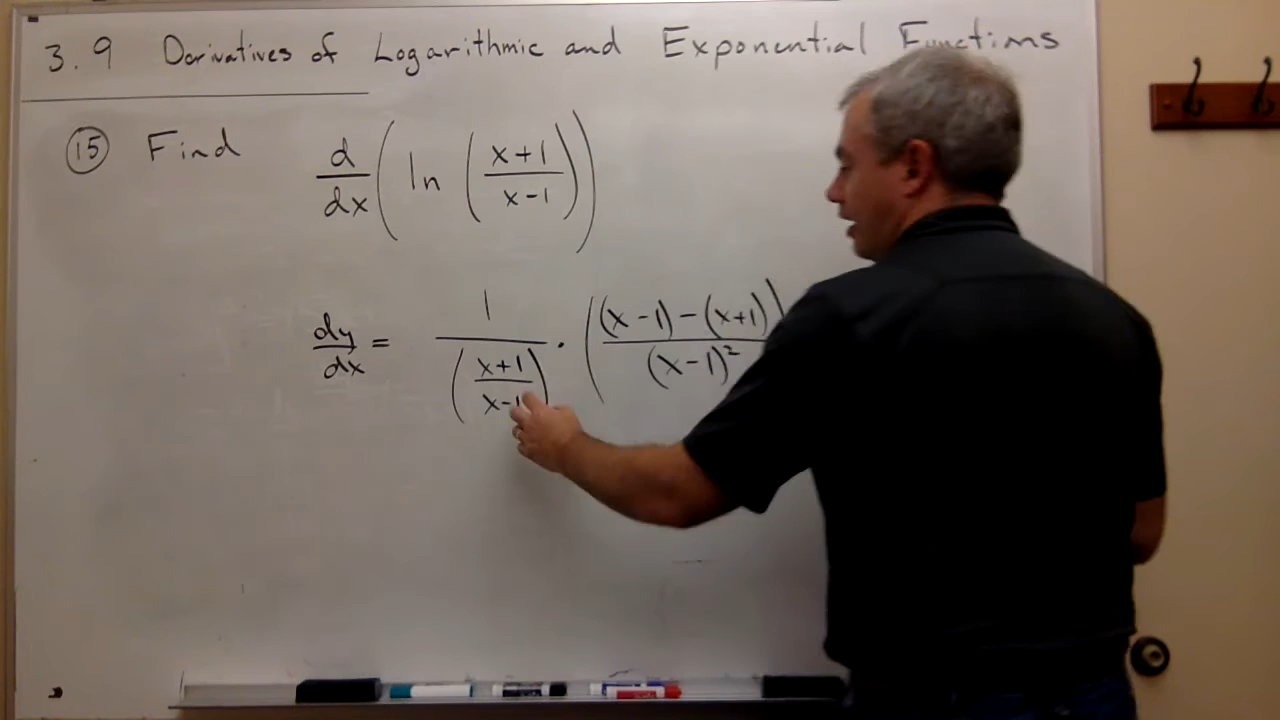 3.9 Derivatives of Logarithmic and Exponential Functions
(15) Find d/dx ( ln ( (x+1)/(x-1) ) )
dy/dx = 1/((x+1)/(x-1)) · ( ((x-1)-(x+1))/(x-1)²